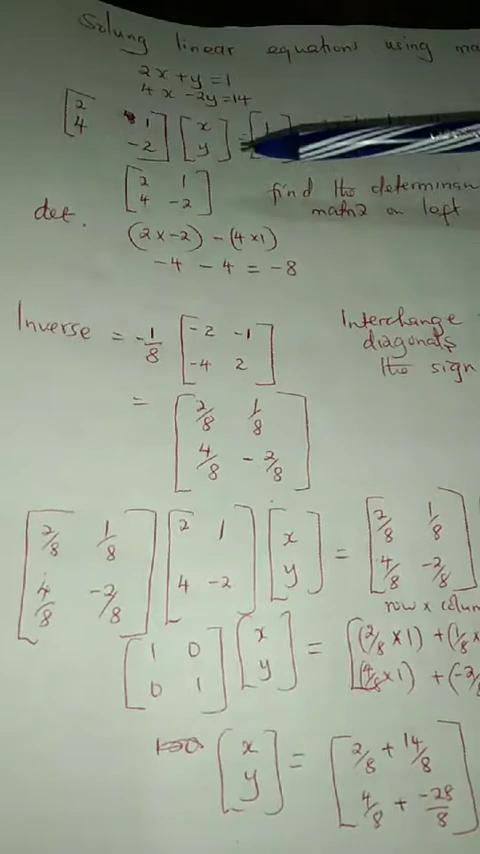 Solving linear equations using ma
2x + y = 1
4x - 2y = 14
[2 1
4 -2] [x
y] = [1
[2 1
4 -2] find the determinan
det. matrix on left
(2 x -2) - (4 x 1)
-4 - 4 = -8
Inverse = -1/8 [-2 -1
-4 2] Interchange
diagonals
the sign
= [2/8 1/8
4/8 -2/8]
[2/8 1/8
4/8 -2/8] [2 1
4 -2] [x
y] = [2/8 1/8
4/8 -2/8]
row x colum
[1 0
0 1] [x
y] = [(2/8 x 1) + (1/8 x
(4/8 x 1) + (-2/8
[x
y] = [2/8 + 14/8
4/8 + -28/8]